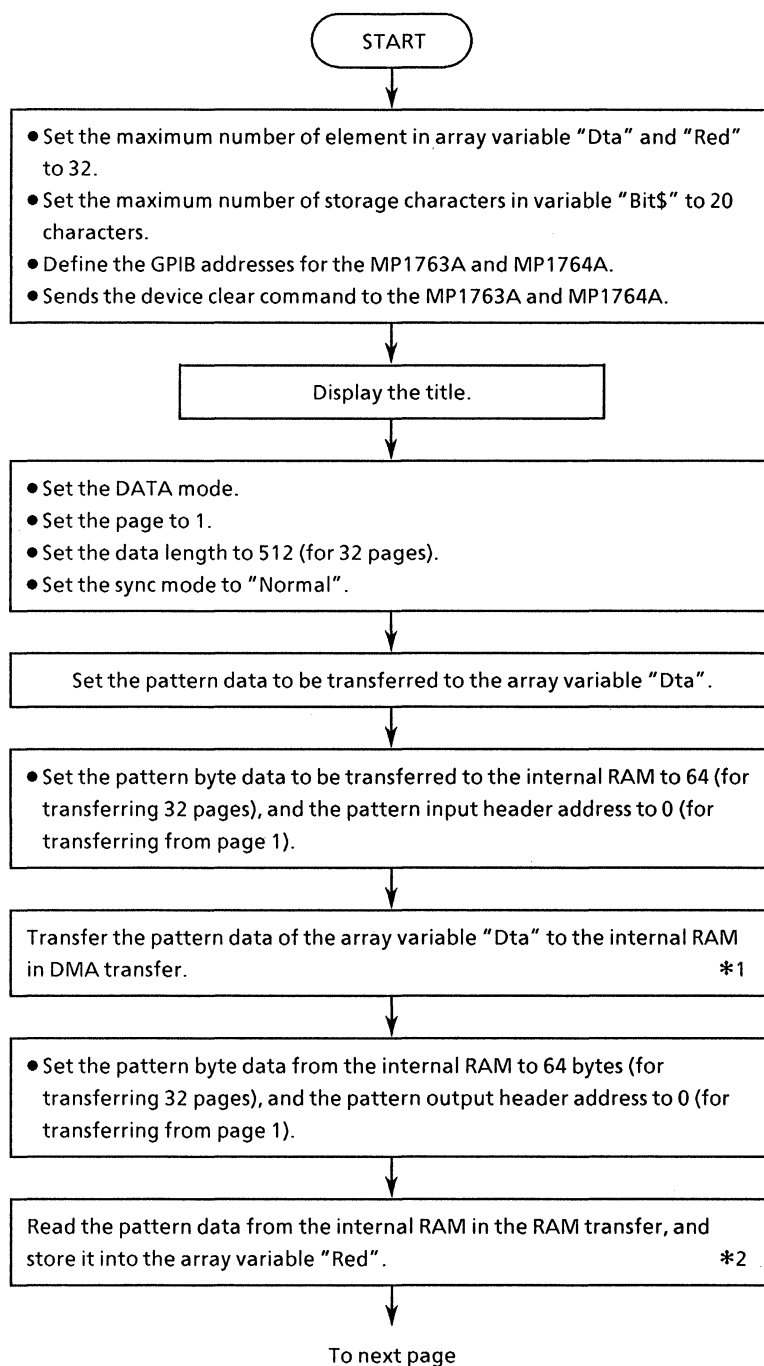 START
● Set the maximum number of element in array variable "Dta" and "Red"
to 32.
● Set the maximum number of storage characters in variable "Bit$" to 20
characters.
● Define the GPIB addresses for the MP1763A and MP1764A.
● Sends the device clear command to the MP1763A and MP1764A.
Display the title.
● Set the DATA mode.
● Set the page to 1.
● Set the data length to 512 (for 32 pages).
● Set the sync mode to "Normal".
Set the pattern data to be transferred to the array variable "Dta".
● Set the pattern byte data to be transferred to the internal RAM to 64 (for
transferring 32 pages), and the pattern input header address to 0 (for
transferring from page 1).
Transfer the pattern data of the array variable "Dta" to the internal RAM
in DMA transfer. *1
● Set the pattern byte data from the internal RAM to 64 bytes (for
transferring 32 pages), and the pattern output header address to 0 (for
transferring from page 1).
Read the pattern data from the internal RAM in the RAM transfer, and
store it into the array variable "Red". *2
To next page